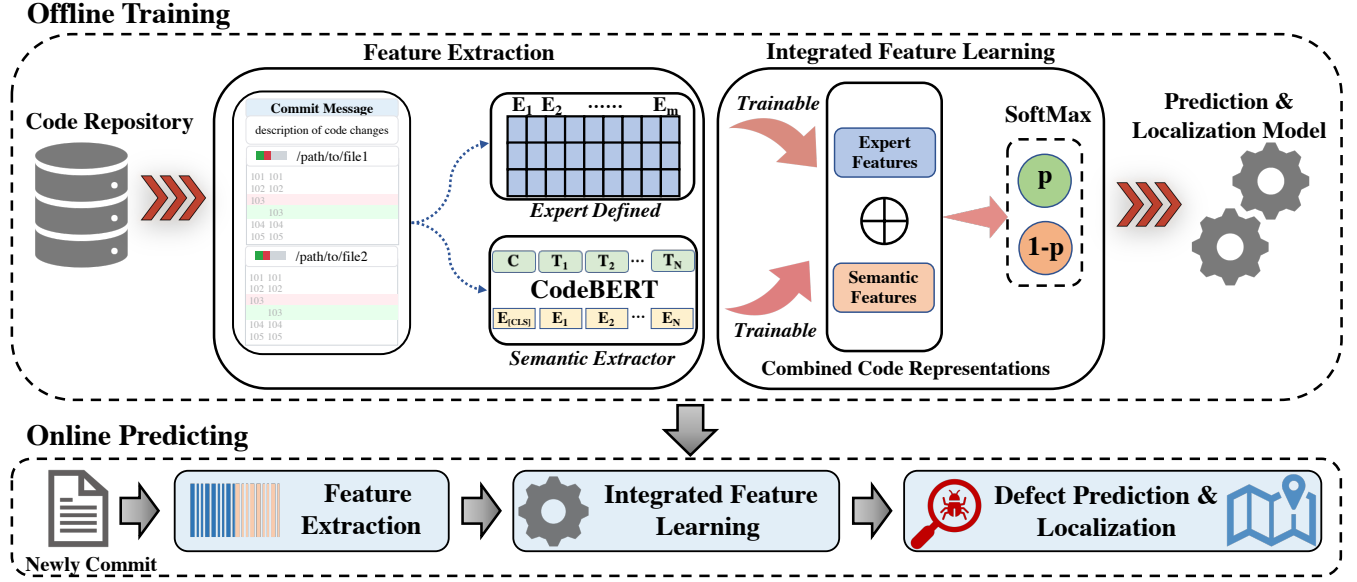 Offline Training
Feature Extraction
Integrated Feature Learning
Code Repository
Commit Message
description of code changes
/path/to/file1
101 101
102 102
103
103
104 104
105 105
/path/to/file2
101 101
102 102
103
103
104 104
105 105
E1 E2 ...... Em
Expert Defined
C T1 T2 ... TN
CodeBERT
E[CLS] E1 E2 ... EN
Semantic Extractor
Trainable
Trainable
Expert
Features
Semantic
Features
Combined Code Representations
SoftMax
p
1-p
Prediction &
Localization Model
Online Predicting
Newly Commit
Feature
Extraction
Integrated Feature
Learning
Defect Prediction &
Localization